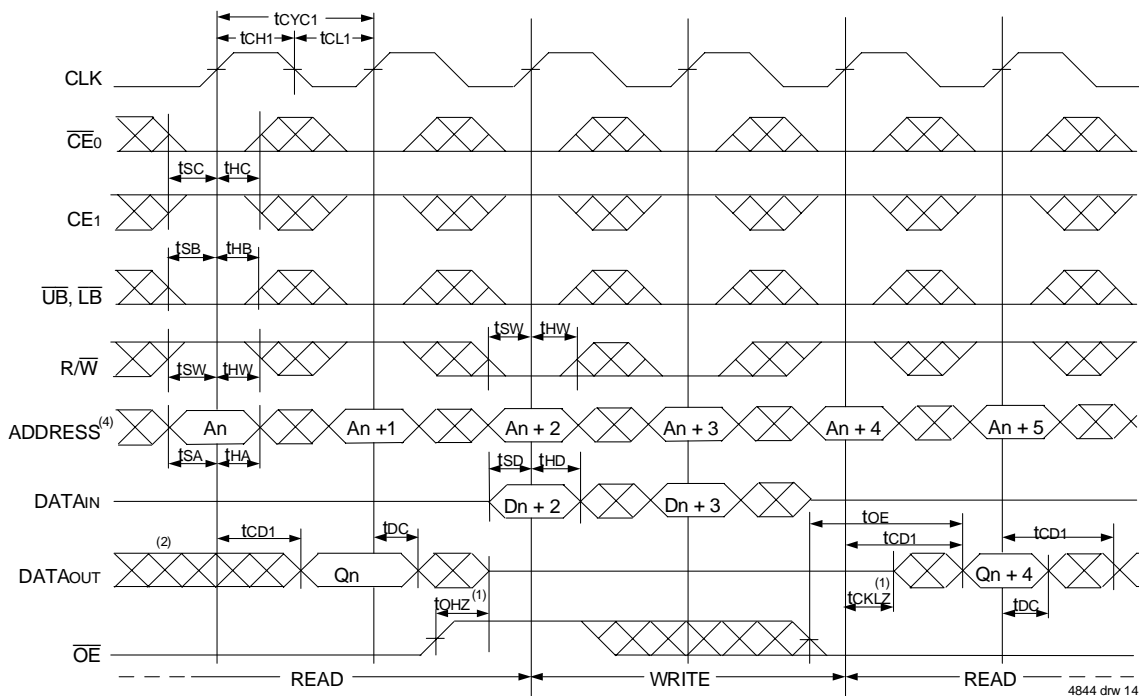 tCYC1
tCH1 tCL1
CLK
CE0
tSC tHC
CE1
tSB tHB
UB, LB
tSW tHW
R/W
tSW tHW
ADDRESS(4) An An +1 An + 2 An + 3 An + 4 An + 5
tSA tHA tSD tHD
DATAIN Dn + 2 Dn + 3
tOE
tCD1 tDC tCD1 tCD1
(2)
DATAOUT Qn Qn + 4
tOHZ(1) tCKLZ(1) tDC
OE
READ WRITE READ
4844 drw 14